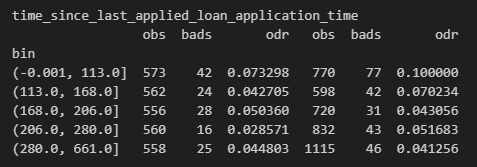 time_since_last_applied_loan_application_time
obs bads odr obs bads odr
bin
(-0.001, 113.0] 573 42 0.073298 770 77 0.100000
(113.0, 168.0] 562 24 0.042705 598 42 0.070234
(168.0, 206.0] 556 28 0.050360 720 31 0.043056
(206.0, 280.0] 560 16 0.028571 832 43 0.051683
(280.0, 661.0] 558 25 0.044803 1115 46 0.041256